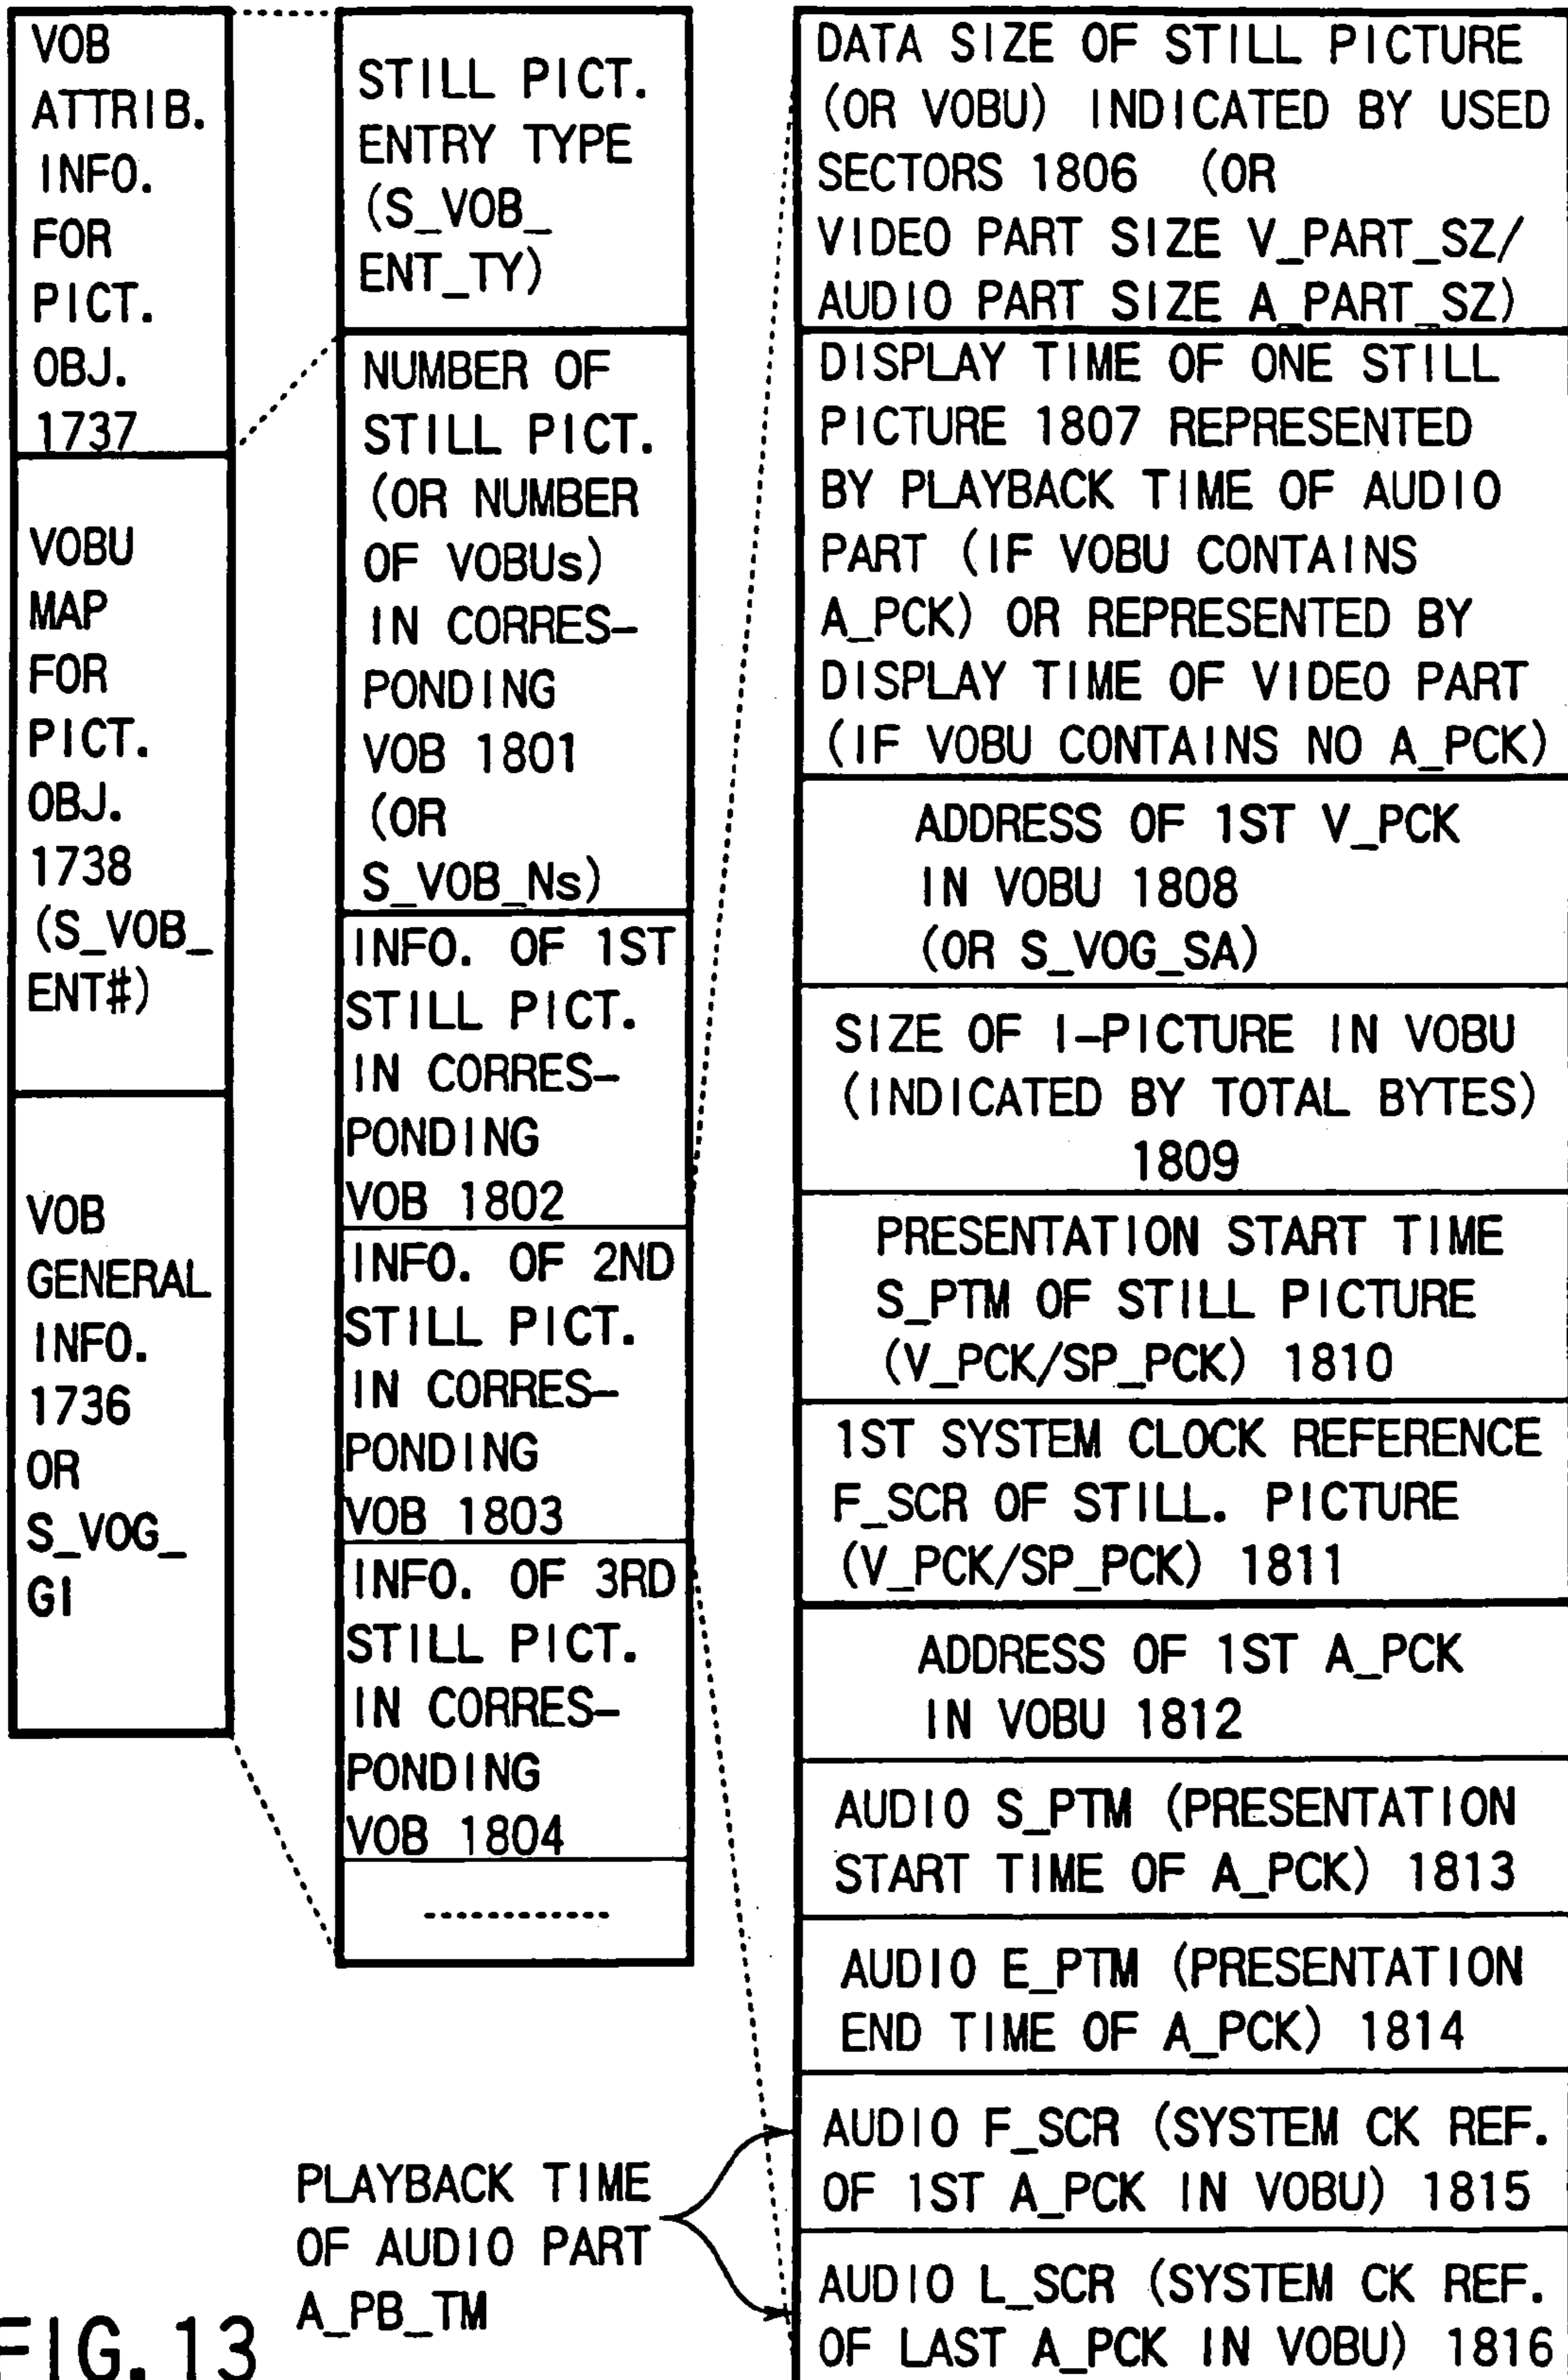 VOB
ATTRIB.
INFO.
FOR
PICT.
OBJ.
1737
VOBU
MAP
FOR
PICT.
OBJ.
1738
(S_VOB_
ENT#)
VOB
GENERAL
INFO.
1736
OR
S_VOG_
GI
STILL PICT.
ENTRY TYPE
(S_VOB_
ENT_TY)
NUMBER OF
STILL PICT.
(OR NUMBER
OF VOBUs)
IN CORRES-
PONDING
VOB 1801
(OR
S_VOB_Ns)
INFO. OF 1ST
STILL PICT.
IN CORRES-
PONDING
VOB 1802
INFO. OF 2ND
STILL PICT.
IN CORRES-
PONDING
VOB 1803
INFO. OF 3RD
STILL PICT.
IN CORRES-
PONDING
VOB 1804
DATA SIZE OF STILL PICTURE
(OR VOBU) INDICATED BY USED
SECTORS 1806 (OR
VIDEO PART SIZE V_PART_SZ/
AUDIO PART SIZE A_PART_SZ)
DISPLAY TIME OF ONE STILL
PICTURE 1807 REPRESENTED
BY PLAYBACK TIME OF AUDIO
PART (IF VOBU CONTAINS
A_PCK) OR REPRESENTED BY
DISPLAY TIME OF VIDEO PART
(IF VOBU CONTAINS NO A_PCK)
ADDRESS OF 1ST V_PCK
IN VOBU 1808
(OR S_VOG_SA)
SIZE OF I-PICTURE IN VOBU
(INDICATED BY TOTAL BYTES)
1809
PRESENTATION START TIME
S_PTM OF STILL PICTURE
(V_PCK/SP_PCK) 1810
1ST SYSTEM CLOCK REFERENCE
F_SCR OF STILL. PICTURE
(V_PCK/SP_PCK) 1811
ADDRESS OF 1ST A_PCK
IN VOBU 1812
AUDIO S_PTM (PRESENTATION
START TIME OF A_PCK) 1813
AUDIO E_PTM (PRESENTATION
END TIME OF A_PCK) 1814
AUDIO F_SCR (SYSTEM CK REF.
OF 1ST A_PCK IN VOBU) 1815
AUDIO L_SCR (SYSTEM CK REF.
OF LAST A_PCK IN VOBU) 1816
PLAYBACK TIME
OF AUDIO PART
A_PB_TM
FIG. 13